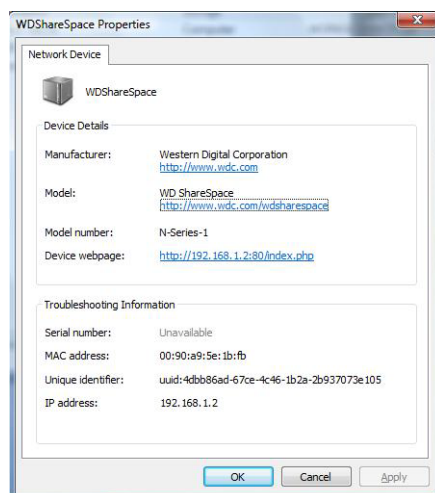 WDShareSpace Properties
Network Device
WDShareSpace
Device Details
Manufacturer: Western Digital Corporation
http://www.wdc.com
Model: WD ShareSpace
http://www.wdc.com/wdsharespace
Model number: N-Series-1
Device webpage: http://192.168.1.2:80/index.php
Troubleshooting Information
Serial number: Unavailable
MAC address: 00:90:a9:5e:1b:fb
Unique identifier: uuid:4dbb86ad-67ce-4c46-1b2a-2b937073e105
IP address: 192.168.1.2
OK Cancel Apply